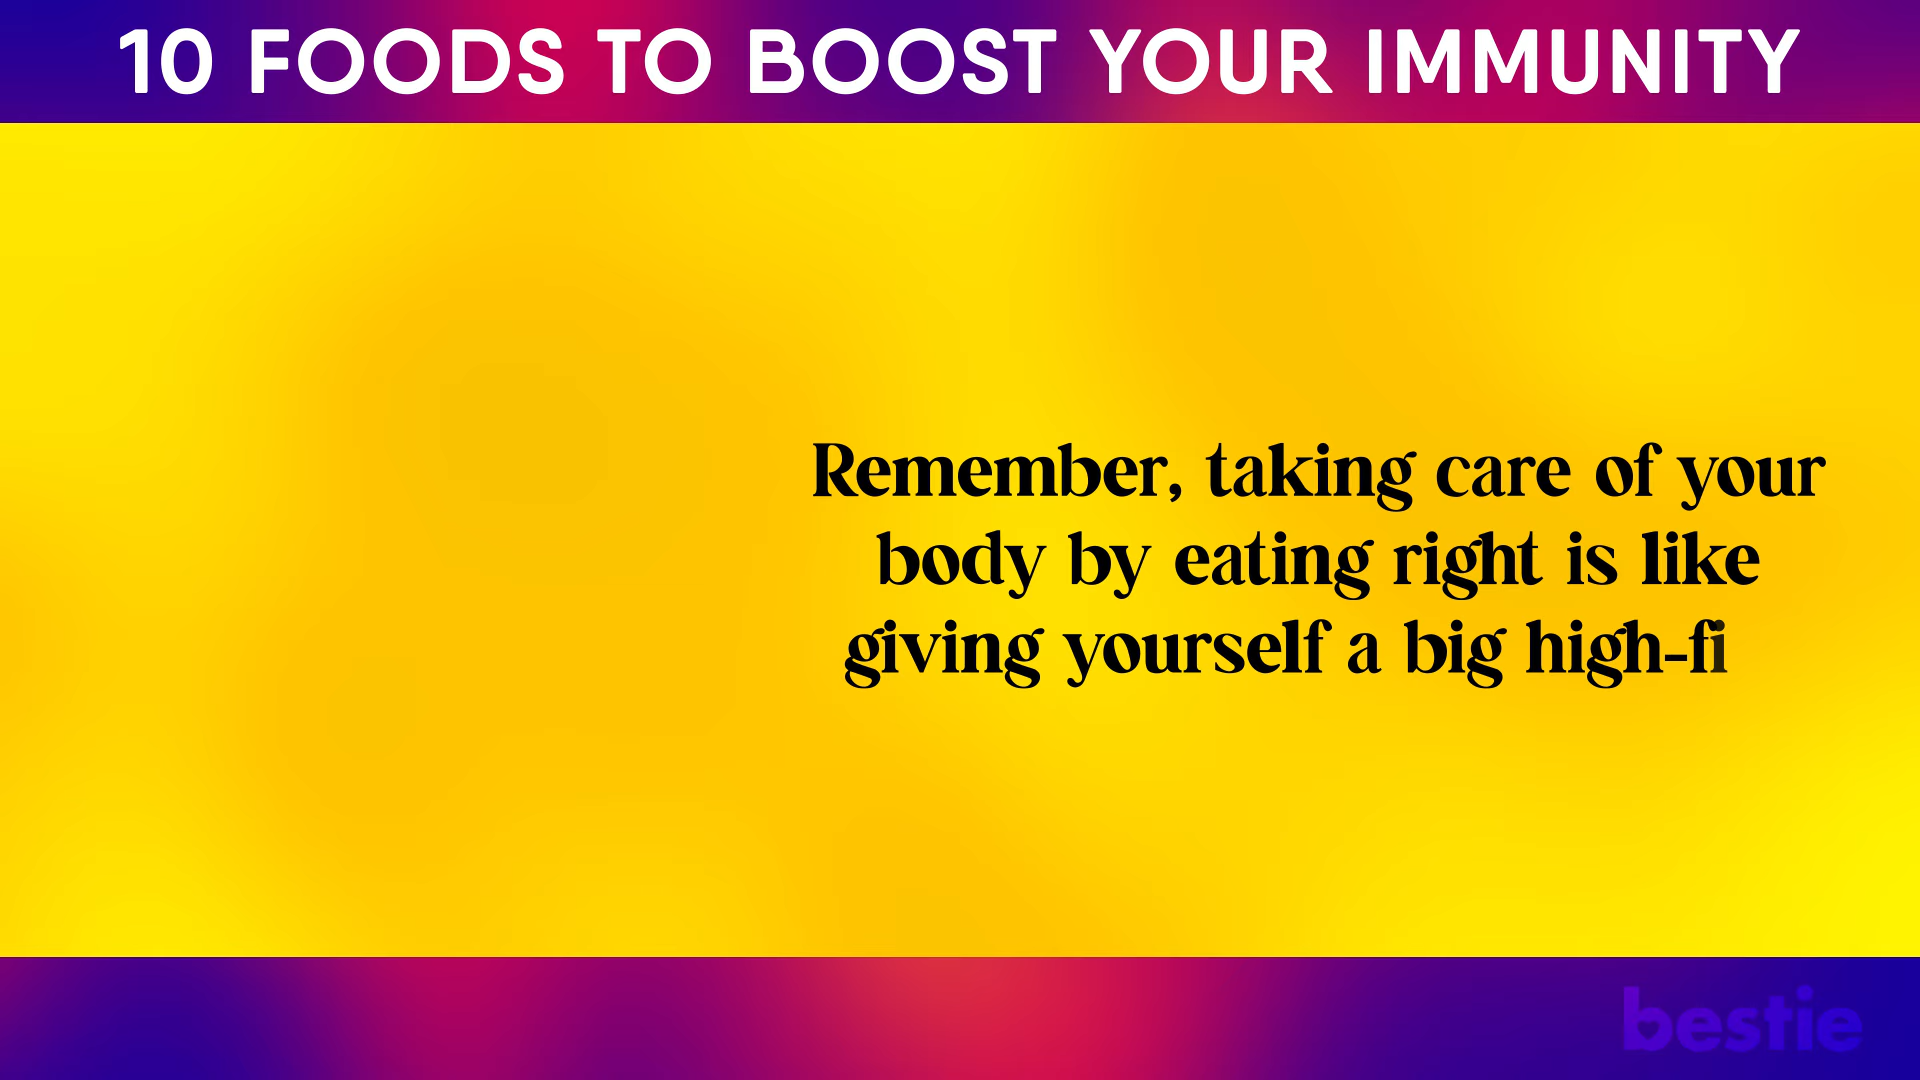 10 FOODS TO BOOST YOUR IMMUNITY
Remember, taking care of your
body by eating right is like
giving yourself a big high-fi
bestie